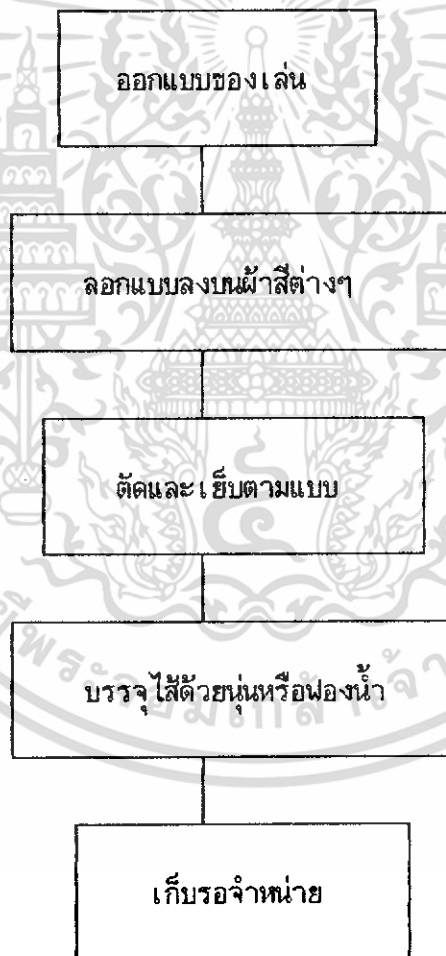 ออกแบบของเล่น
ลอกแบบลงบนผ้าสีต่างๆ
ตัดและเย็บตามแบบ
บรรจุไส้ด้วยนุ่นหรือฟองน้ำ
เก็บรอจำหน่าย